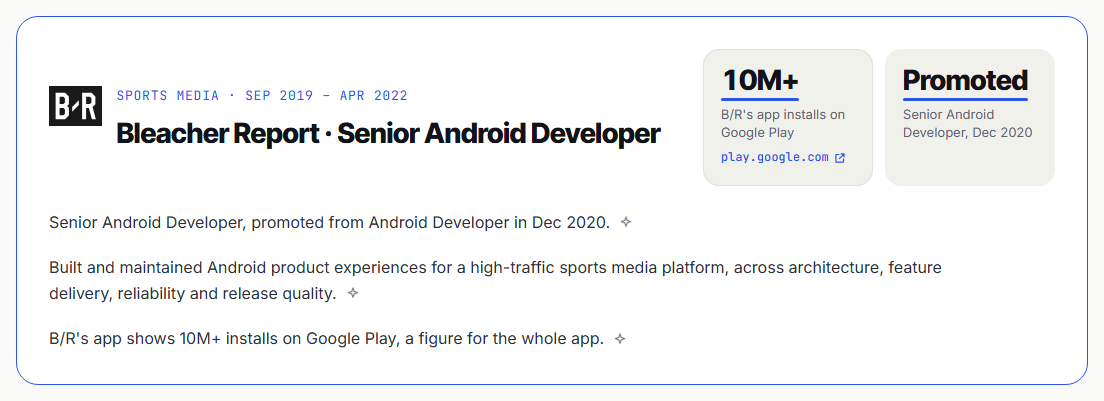 B/R
SPORTS MEDIA · SEP 2019 – APR 2022
Bleacher Report · Senior Android Developer
10M+
B/R's app installs on
Google Play
play.google.com
Promoted
Senior Android
Developer, Dec 2020
Senior Android Developer, promoted from Android Developer in Dec 2020.
Built and maintained Android product experiences for a high-traffic sports media platform, across architecture, feature
delivery, reliability and release quality.
B/R's app shows 10M+ installs on Google Play, a figure for the whole app.